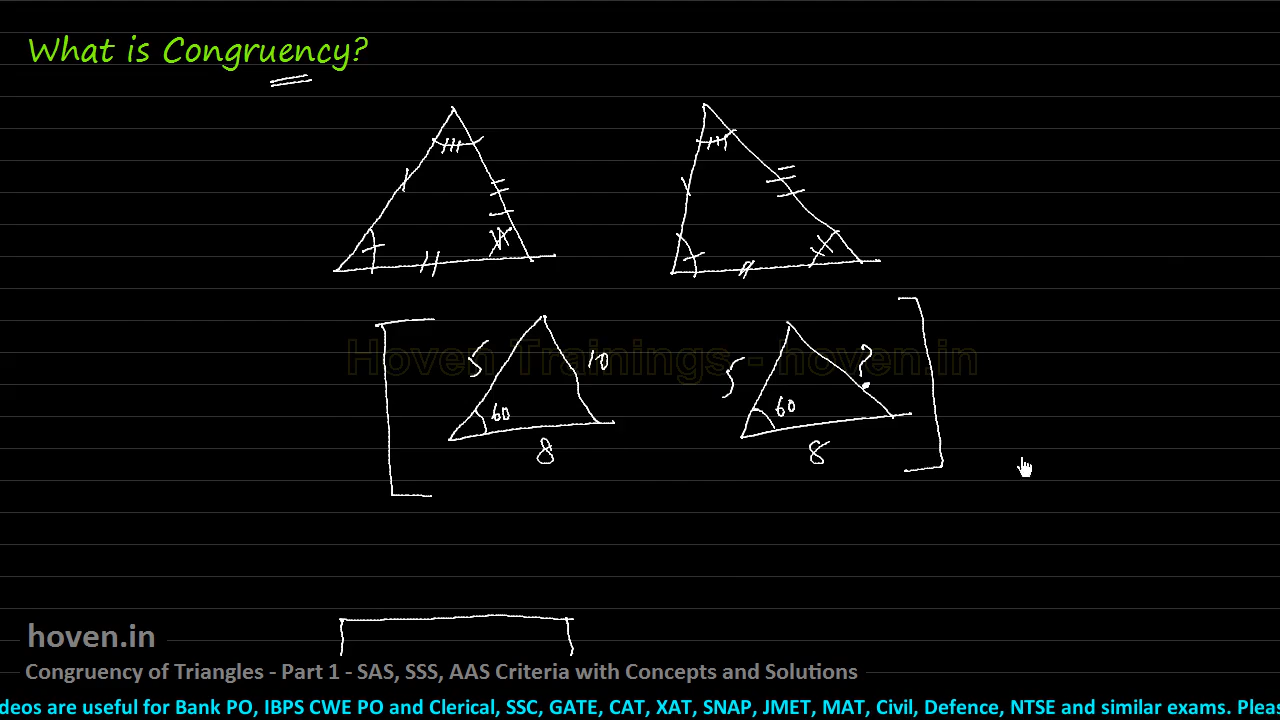 What is Congruency?
5
10
60
8
5
?
60
8
Hoven Trainings - hoven.in
hoven.in
Congruency of Triangles - Part 1 - SAS, SSS, AAS Criteria with Concepts and Solutions
deos are useful for Bank PO, IBPS CWE PO and Clerical, SSC, GATE, CAT, XAT, SNAP, JMET, MAT, Civil, Defence, NTSE and similar exams. Pleas